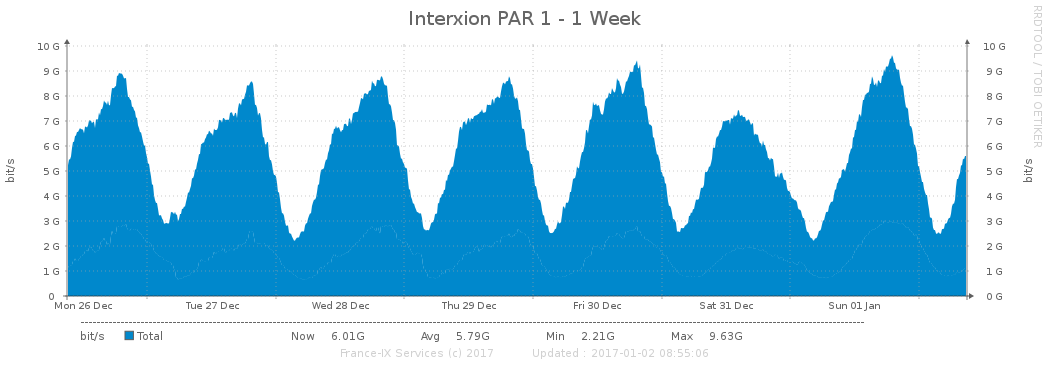 Interxion PAR 1 - 1 Week
RRDTOOL / TOBI OETIKER
10 G 10 G
9 G 9 G
8 G 8 G
7 G 7 G
6 G 6 G
5 G 5 G
4 G 4 G
3 G 3 G
2 G 2 G
1 G 1 G
0 0 G
bit/s bit/s
Mon 26 Dec Tue 27 Dec Wed 28 Dec Thu 29 Dec Fri 30 Dec Sat 31 Dec Sun 01 Jan
bit/s Total Now 6.01G Avg 5.79G Min 2.21G Max 9.63G
France-IX Services (c) 2017 Updated : 2017-01-02 08:55:06